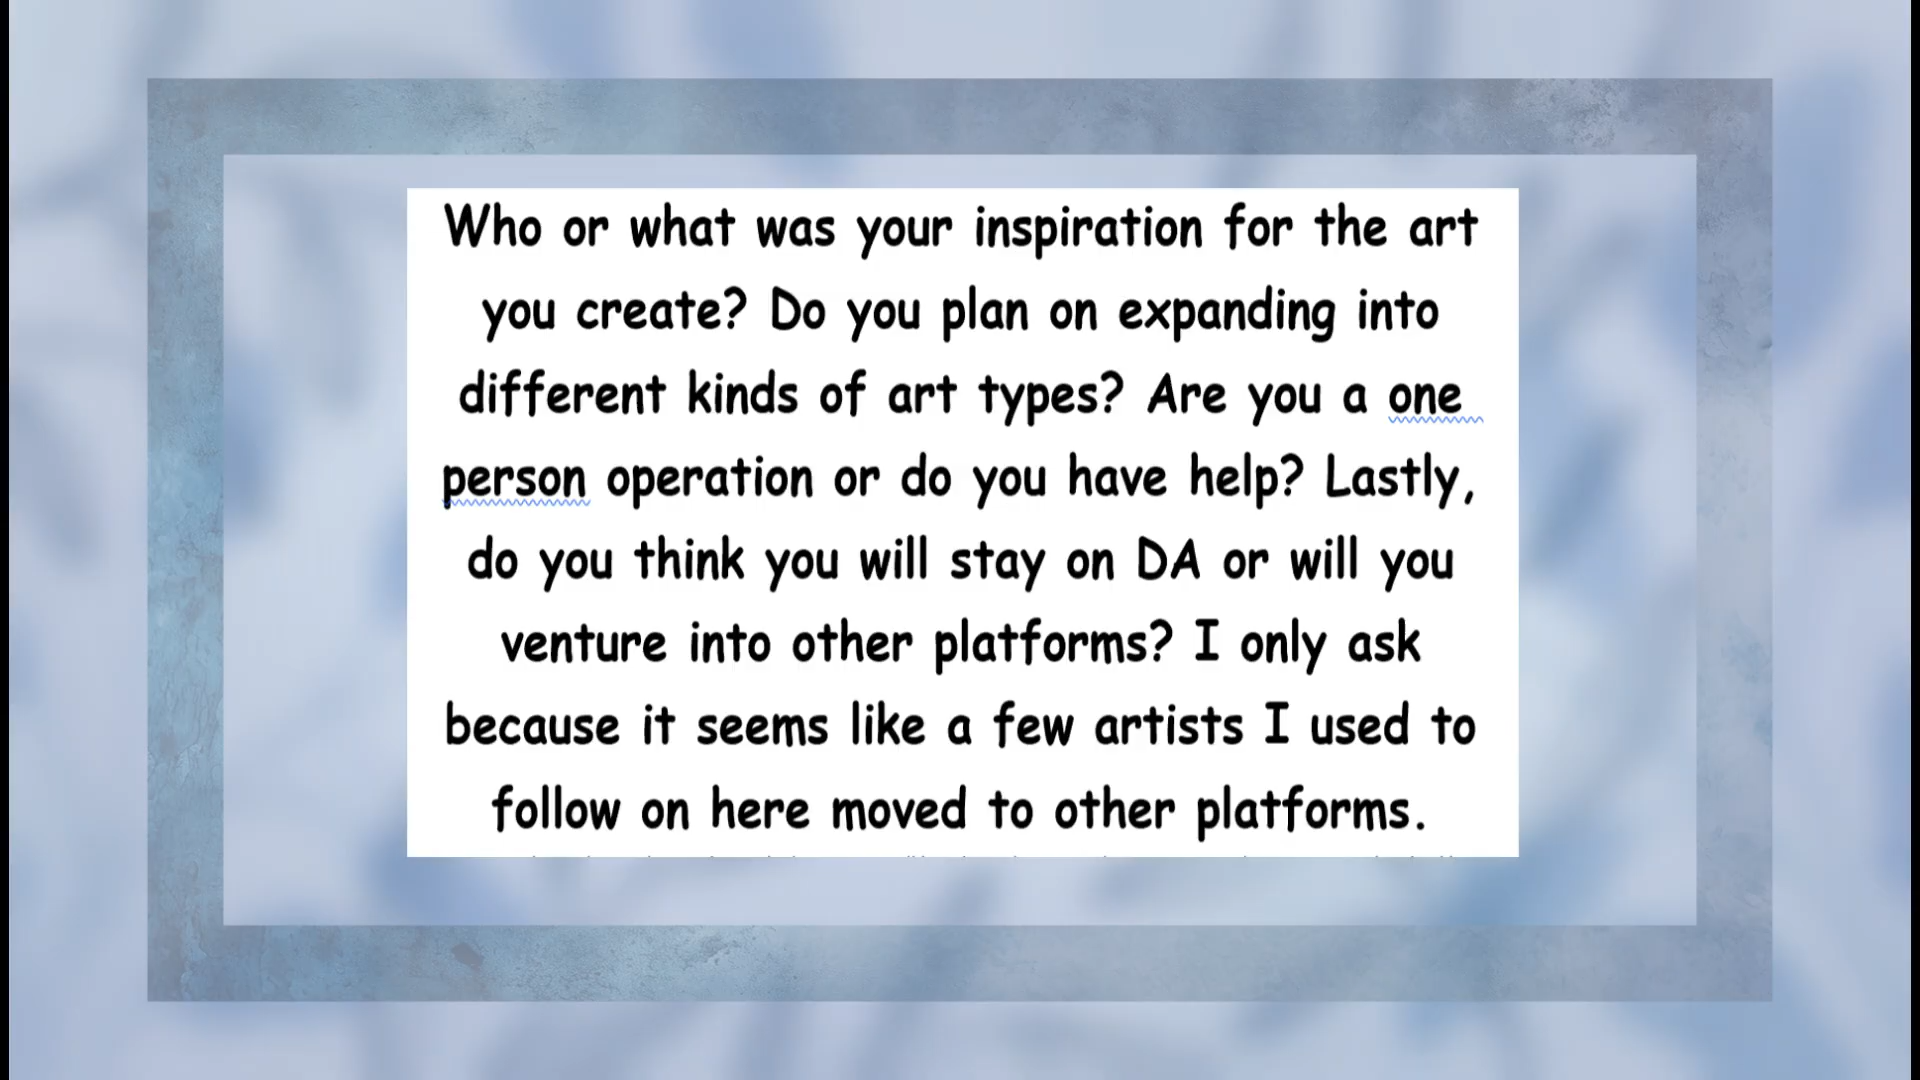 Who or what was your inspiration for the art
you create? Do you plan on expanding into
different kinds of art types? Are you a one
person operation or do you have help? Lastly,
do you think you will stay on DA or will you
venture into other platforms? I only ask
because it seems like a few artists I used to
follow on here moved to other platforms.